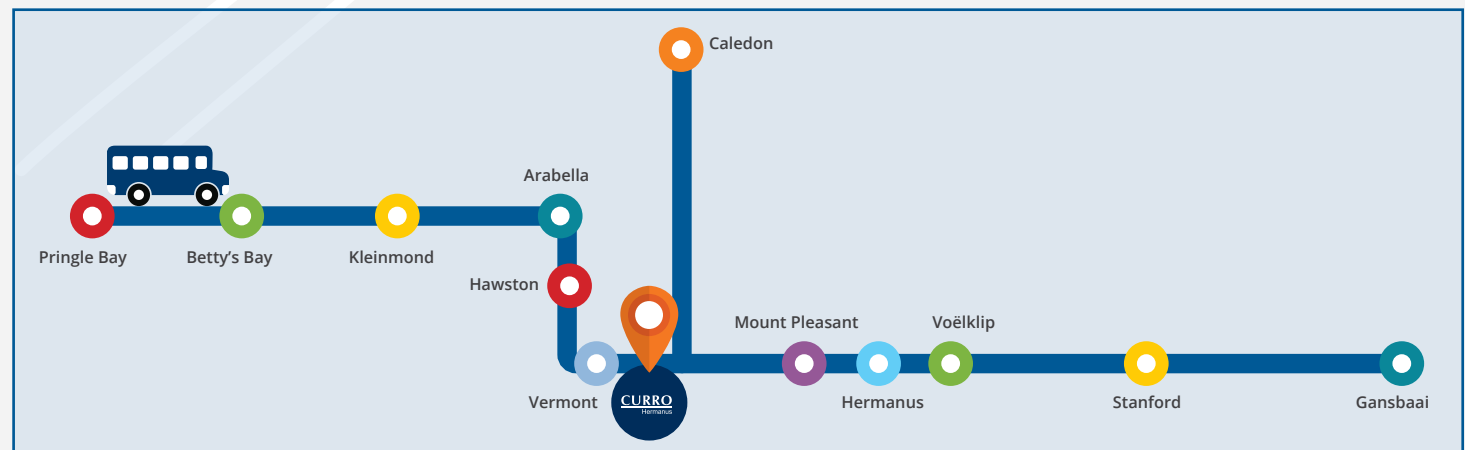 Caledon
Arabella
Pringle Bay
Betty’s Bay
Kleinmond
Hawston
Mount Pleasant
Voëlklip
Vermont
CURRO
Hermanus
Hermanus
Stanford
Gansbaai